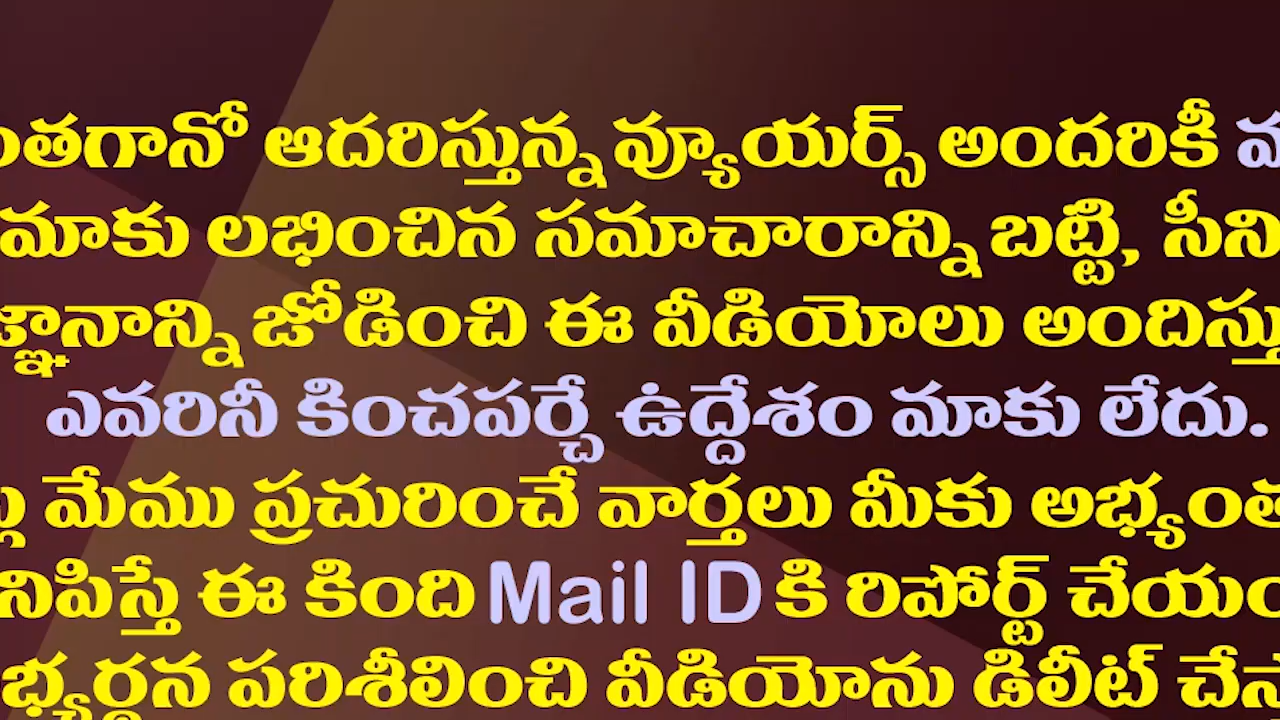 ఆదరిస్తున్న వ్యూయర్స్ అందరికీ
మాకు లభించిన సమాచారాన్ని బట్టి,
జోడించి ఈ వీడియోలు
ఎవరినీ కించపర్చే ఉద్దేశం మాకు లేదు.
మేము ప్రచురించే వార్తలు మీకు
ఈ కింది Mail ID కి రిపోర్ట్
పరిశీలించి వీడియోను డిలీట్